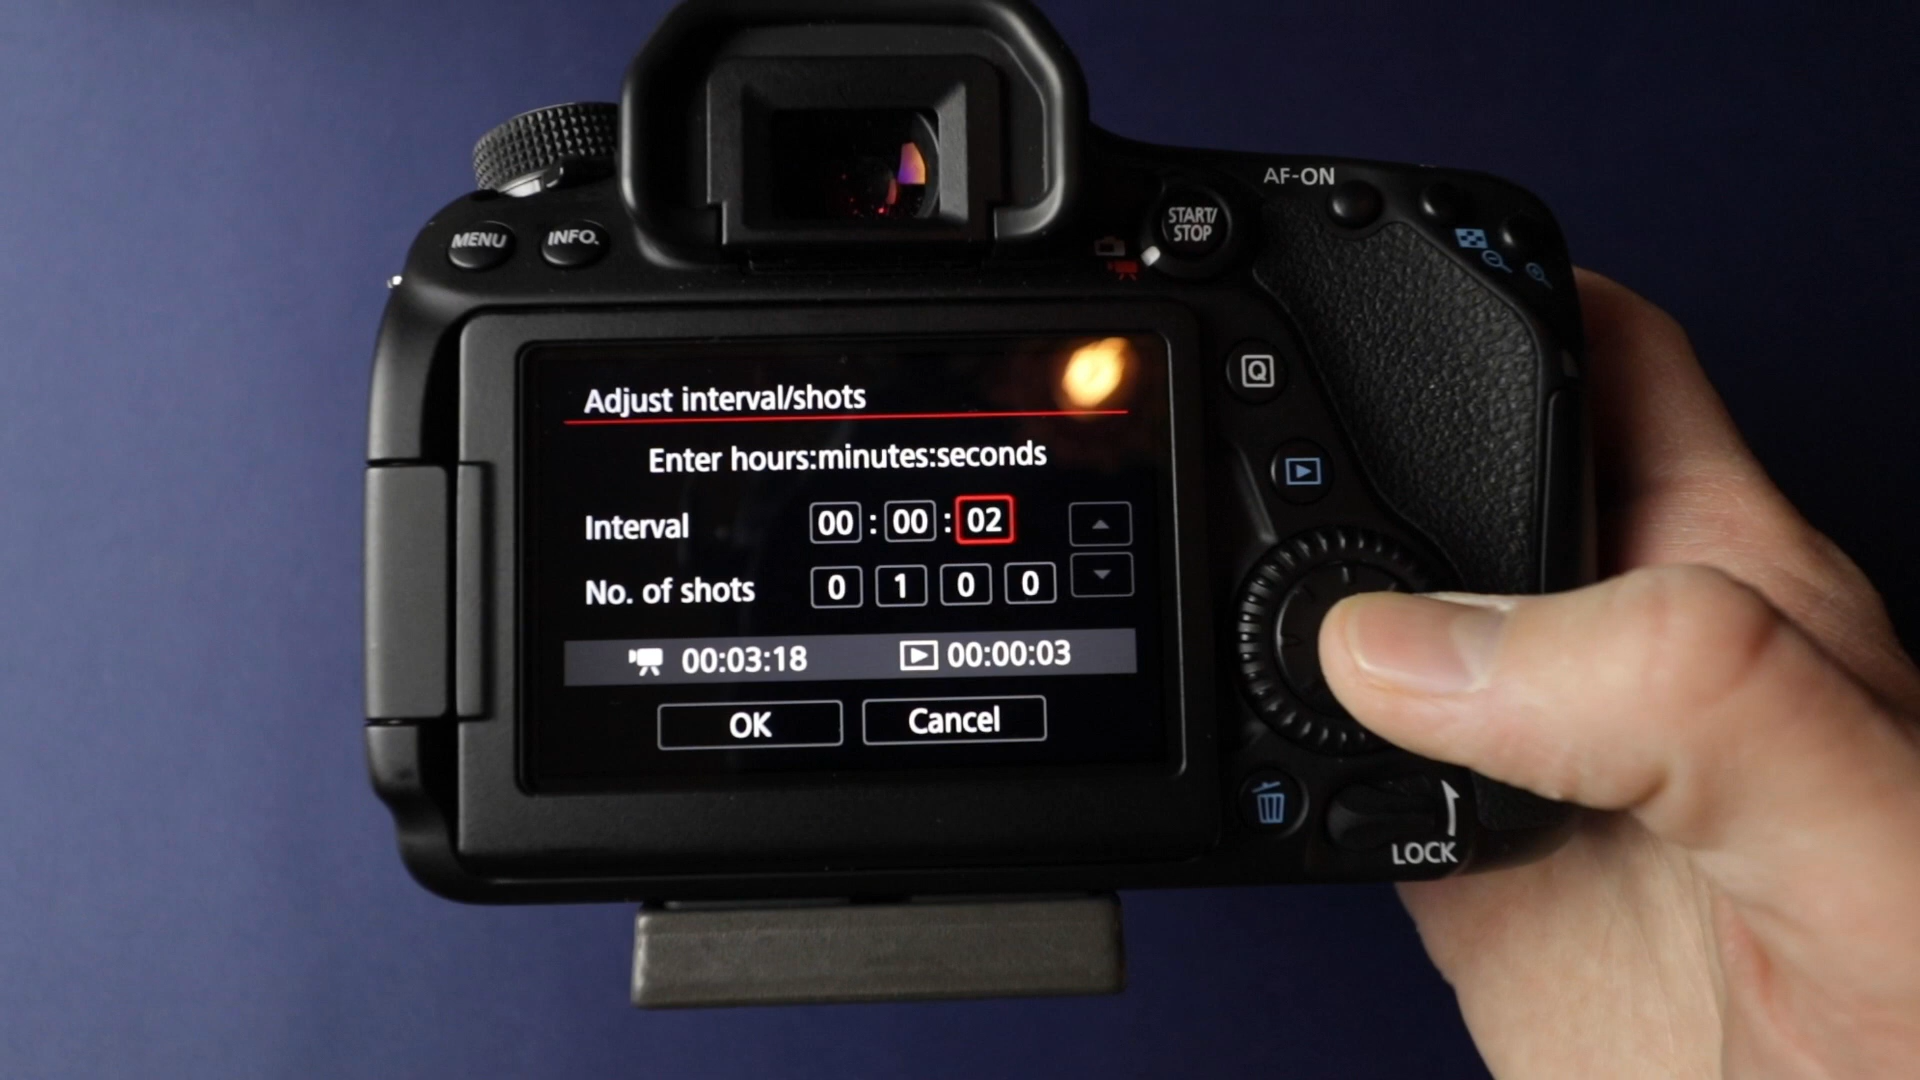 AF-ON
START/
STOP
MENU
INFO.
Q
Adjust interval/shots
Enter hours:minutes:seconds
Interval 00 : 00 : 02
No. of shots 0 1 0 0
00:03:18 00:00:03
OK Cancel
LOCK